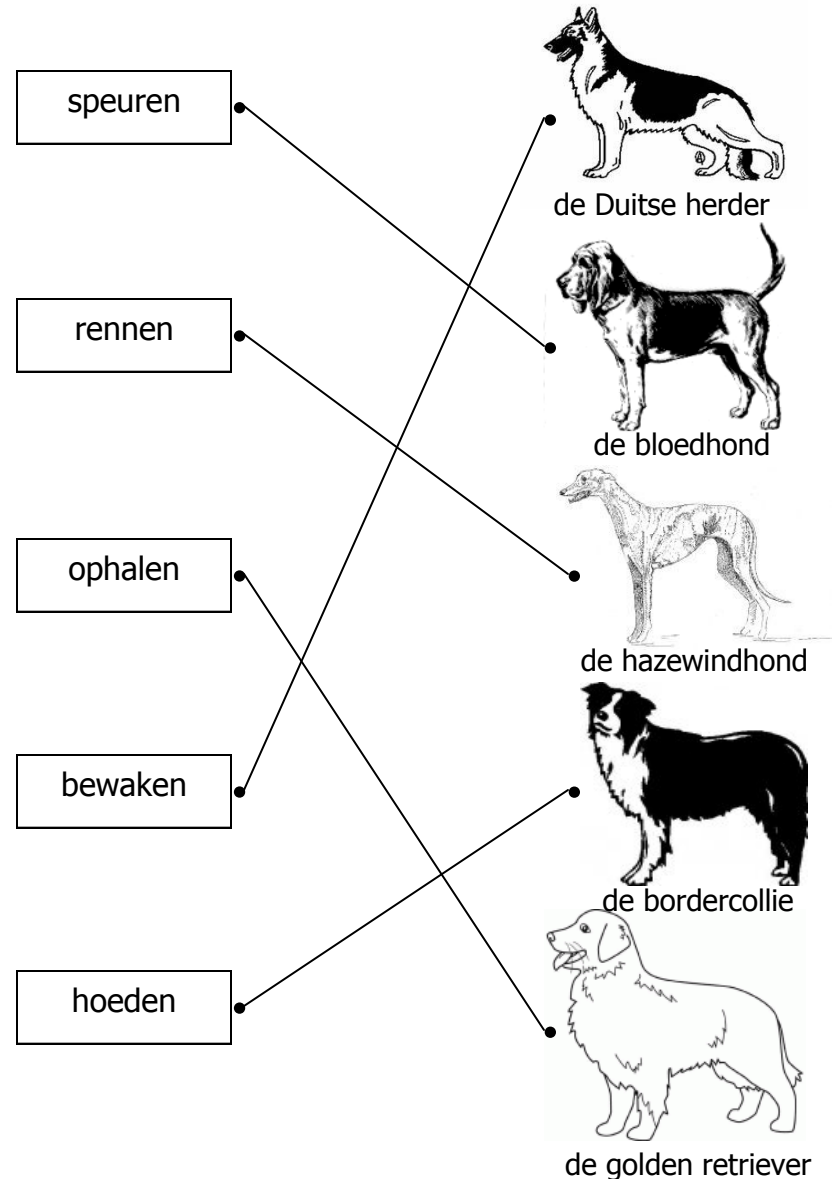 speuren
de Duitse herder
rennen
de bloedhond
ophalen
de hazewindhond
bewaken
de bordercollie
hoeden
de golden retriever